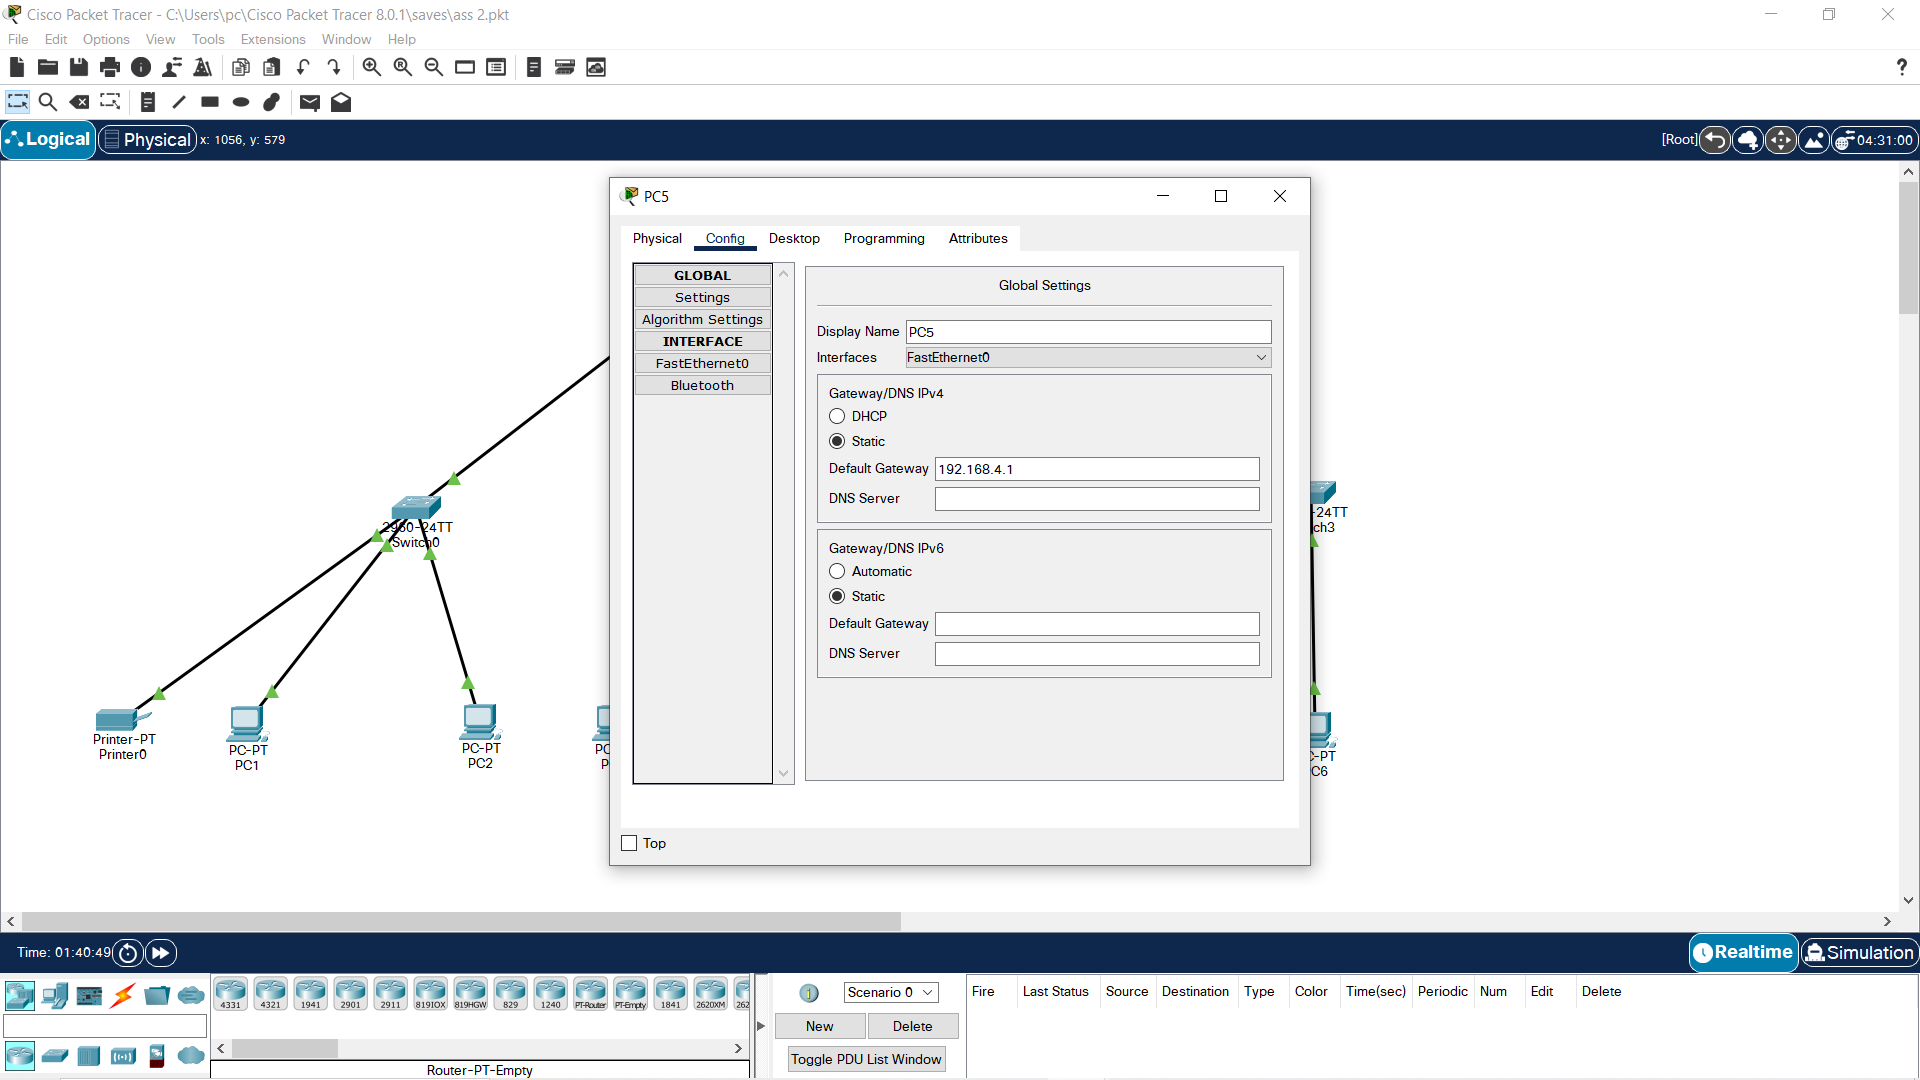 Cisco Packet Tracer - C:\Users\pc\Cisco Packet Tracer 8.0.1\saves\ass 2.pkt
File Edit Options View Tools Extensions Window Help
?
Logical Physical x: 1056, y: 579
[Root] 04:31:00
PC5
Physical Config Desktop Programming Attributes
GLOBAL
Settings
Algorithm Settings
INTERFACE
FastEthernet0
Bluetooth
Global Settings
Display Name PC5
Interfaces FastEthernet0
Gateway/DNS IPv4
DHCP
Static
Default Gateway 192.168.4.1
DNS Server
Gateway/DNS IPv6
Automatic
Static
Default Gateway
DNS Server
Top
2960-24TT
Switch0
-24TT
ch3
Printer-PT
Printer0
PC-PT
PC1
PC-PT
PC2
PC
P
C-PT
C6
Time: 01:40:49
Realtime Simulation
4331 4321 1941 2901 2911 819IOX 819HGW 829 1240 PT-Router PT-Empty 1841 2620XM 262
Router-PT-Empty
Scenario 0
New Delete
Toggle PDU List Window
Fire Last Status Source Destination Type Color Time(sec) Periodic Num Edit Delete